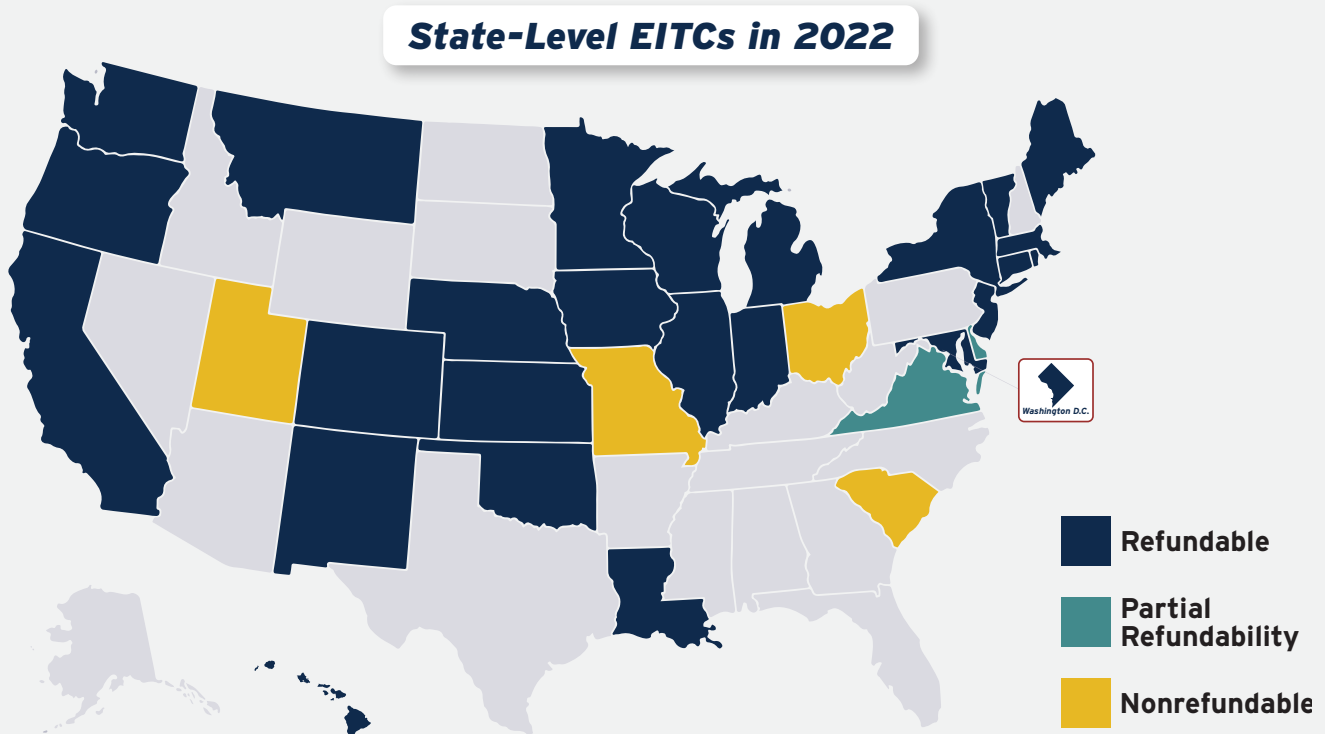 State-Level EITCs in 2022
Washington D.C.
Refundable
Partial
Refundability
Nonrefundable